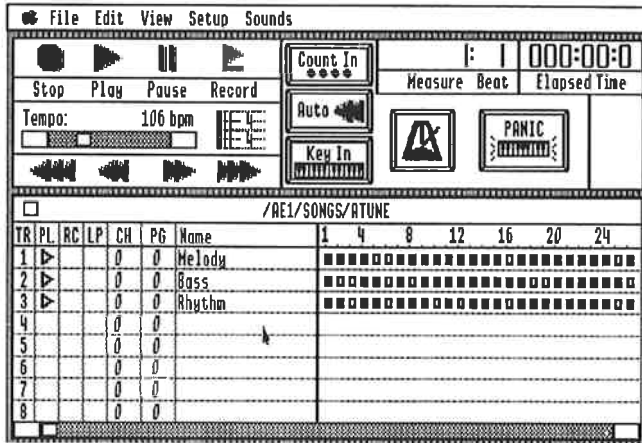 File Edit View Setup Sounds
Stop Play Pause Record
Tempo: 106 bpm
4
4
Count In
Auto
Key In
1: 1
Measure Beat
000:00:0
Elapsed Time
PANIC
/AE1/SONGS/ATUNE
TR PL RC LP CH PG Name 1 4 8 12 16 20 24
1 0 0 Melody
2 0 0 Bass
3 0 0 Rhythm
4 0 0
5 0 0
6 0 0
7 0 0
8 0 0